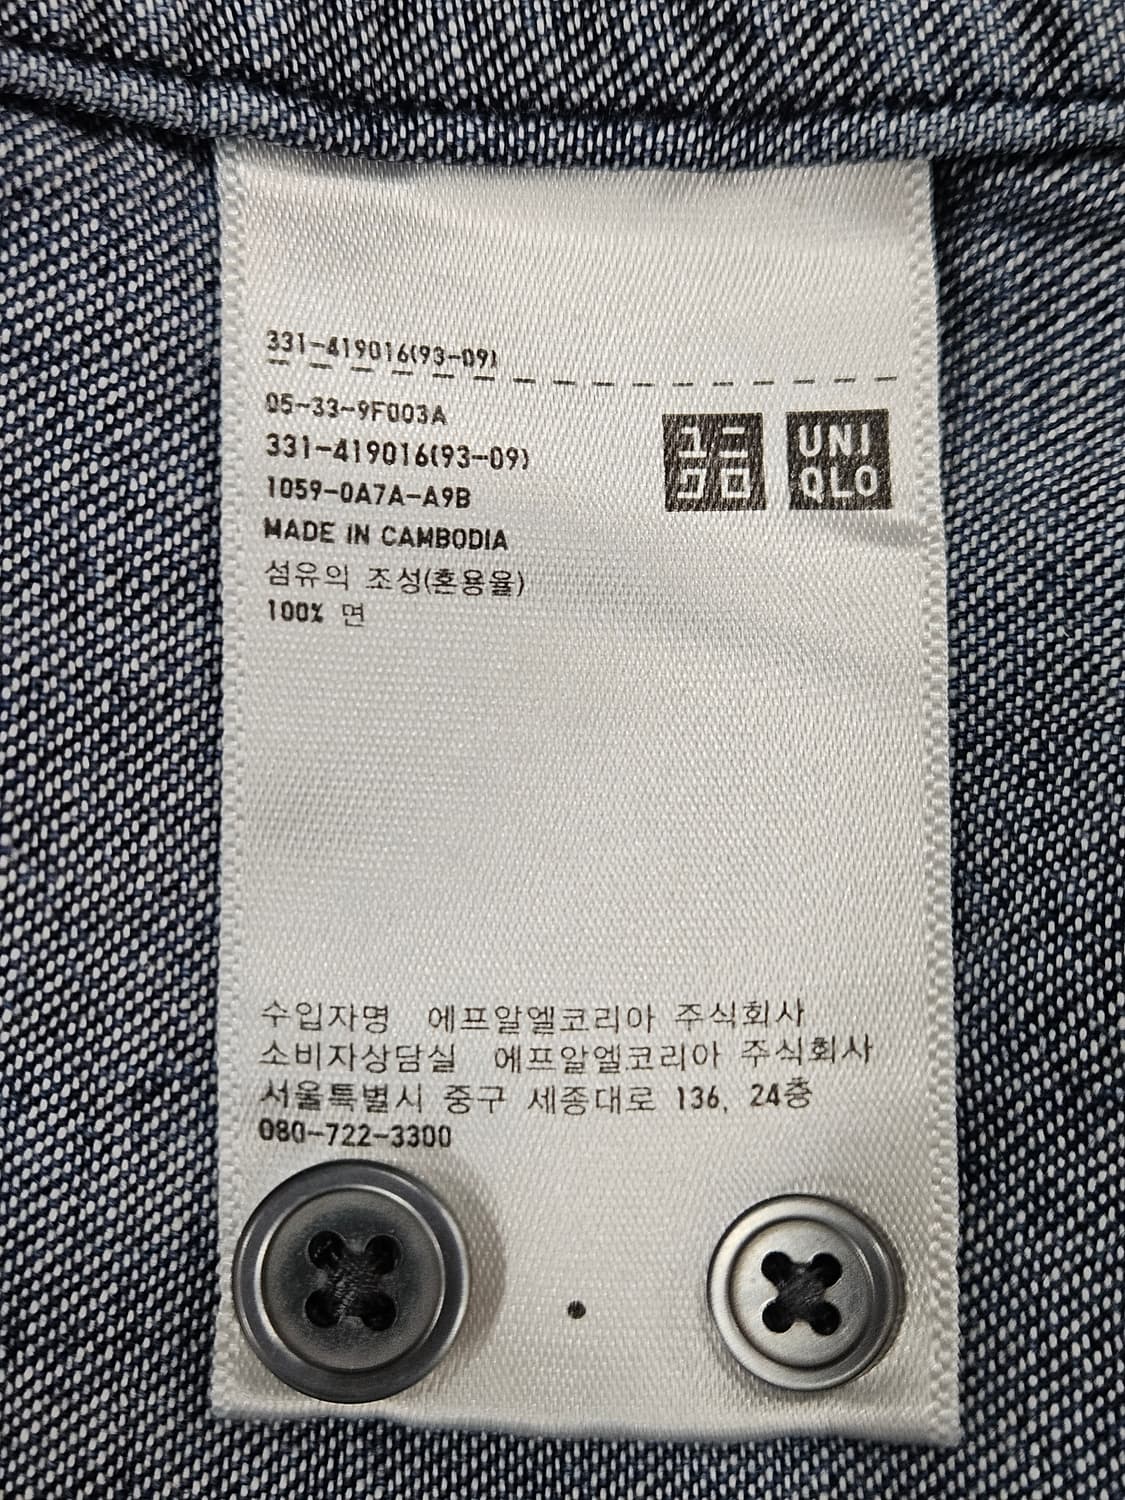 331-419016(93-09)
05-33-9F003A
331-419016(93-09)
1059-0A7A-A9B
MADE IN CAMBODIA
섬유의 조성(혼용율)
100% 면
ユニ
クロ
UNI
QLO
수입자명 에프알엘코리아 주식회사
소비자상담실 에프알엘코리아 주식회사
서울특별시 중구 세종대로 136, 24층
080-722-3300